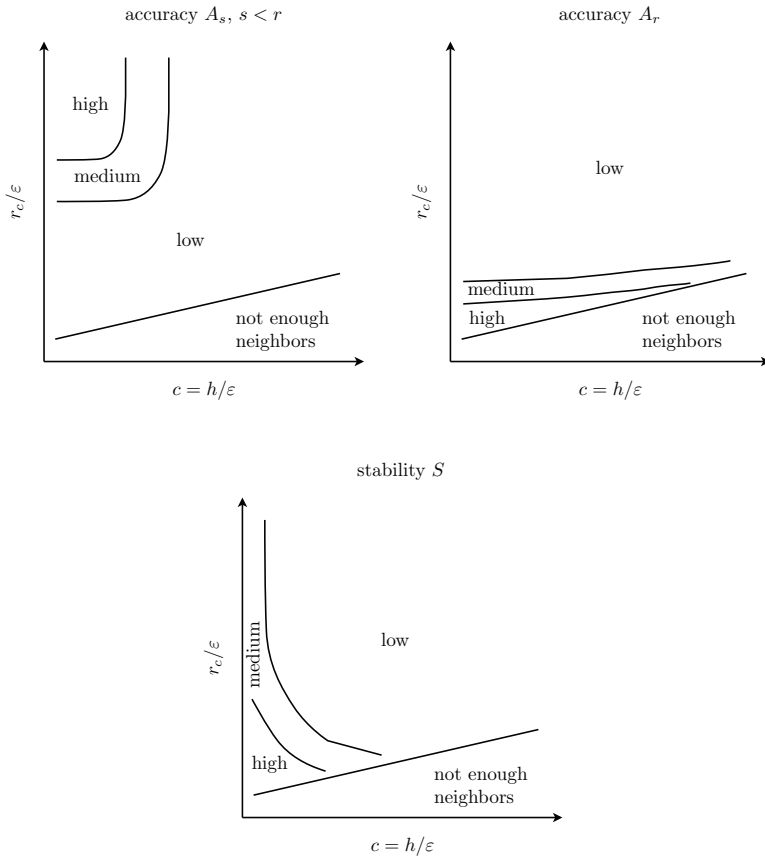 accuracy $A_s$, $s < r$
high
medium
low
not enough
neighbors
$r_c/\varepsilon$
$c = h/\varepsilon$
accuracy $A_r$
low
medium
high
not enough
neighbors
$r_c/\varepsilon$
$c = h/\varepsilon$
stability $S$
medium
low
high
not enough
neighbors
$r_c/\varepsilon$
$c = h/\varepsilon$